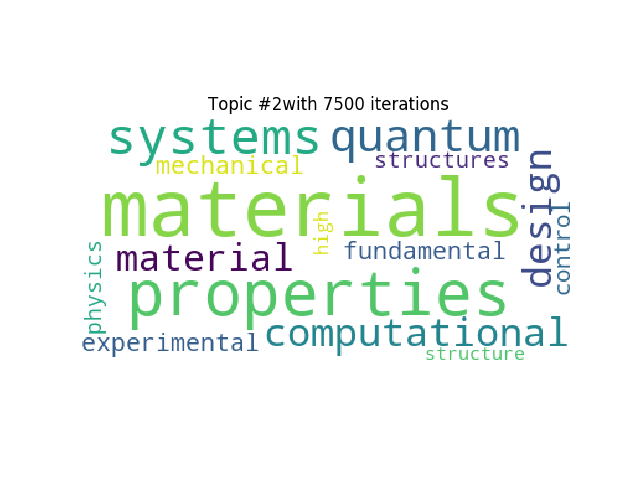 Topic #2with 7500 iterations
systems quantum
mechanical structures
design
materials
high
control
material fundamental
physics
properties
computational
experimental
structure